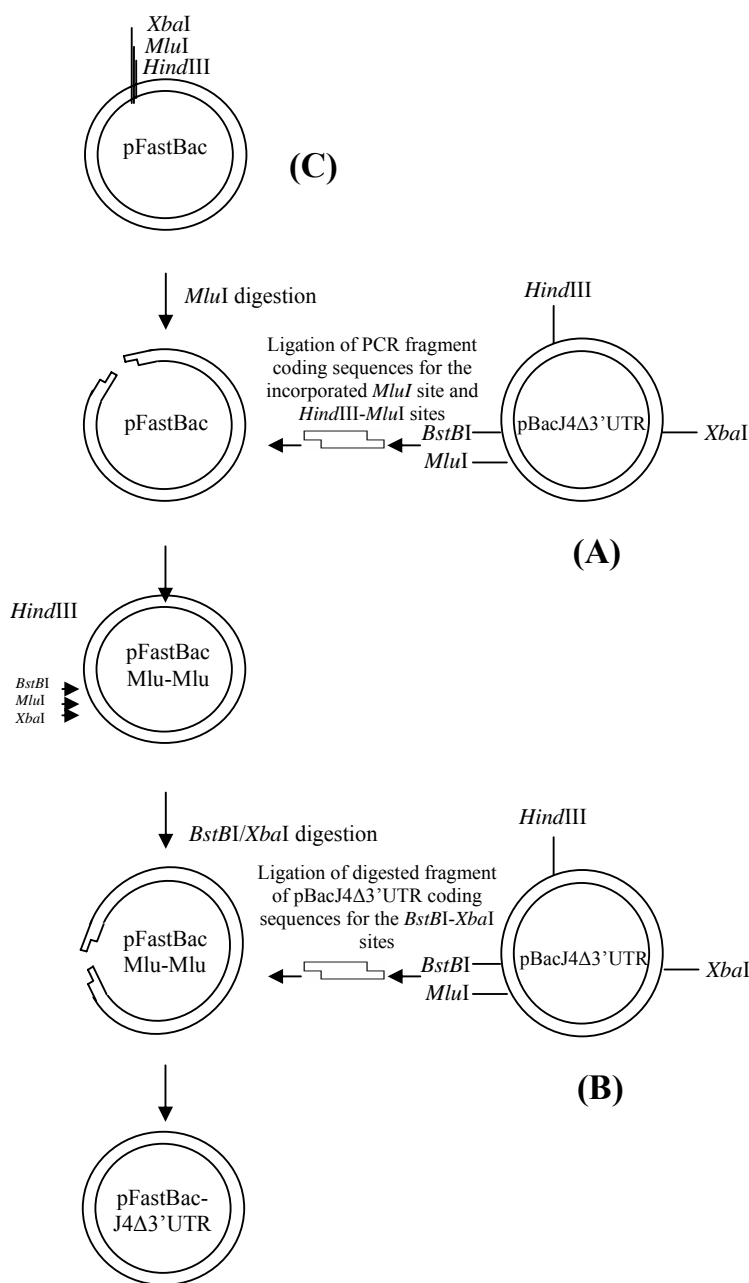 XbaI
MluI
HindIII
pFastBac
(C)
MluI digestion
HindIII
Ligation of PCR fragment
coding sequences for the
incorporated MluI site and
HindIII-MluI sites
pFastBac
BstBI
MluI
pBacJ4Δ3'UTR
XbaI
(A)
HindIII
pFastBac
Mlu-Mlu
BstBI
MluI
XbaI
BstBI/XbaI digestion
HindIII
Ligation of digested fragment
of pBacJ4Δ3'UTR coding
sequences for the BstBI-XbaI
sites
pFastBac
Mlu-Mlu
BstBI
MluI
pBacJ4Δ3'UTR
XbaI
(B)
pFastBac-
J4Δ3'UTR